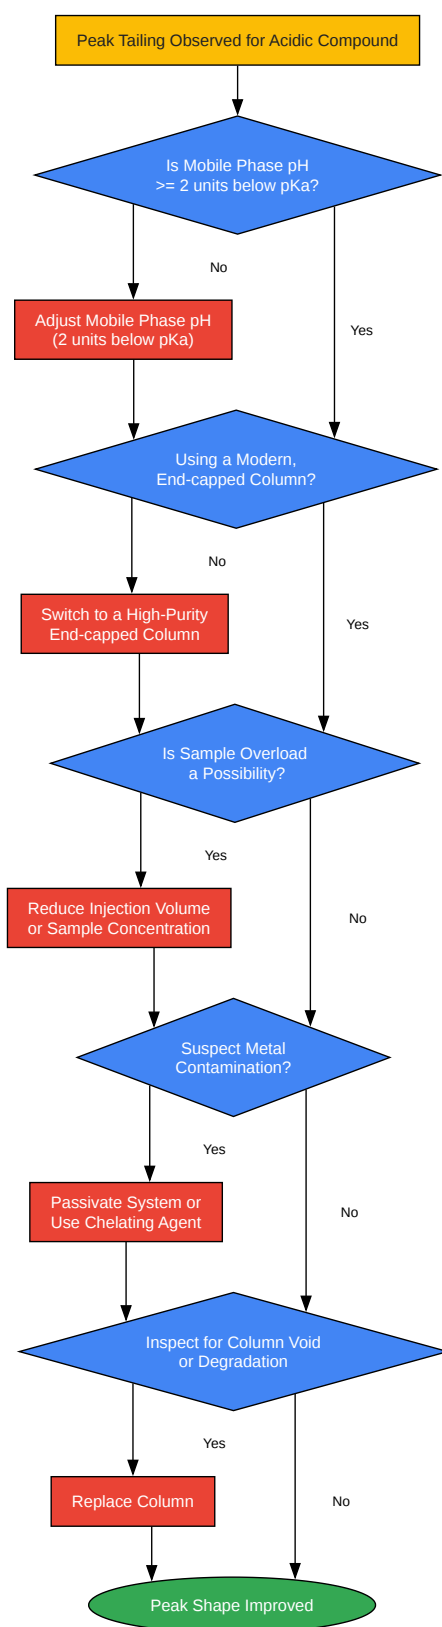 Peak Tailing Observed for Acidic Compound
Is Mobile Phase pH
>= 2 units below pKa?
No
Adjust Mobile Phase pH
(2 units below pKa)
Yes
Using a Modern,
End-capped Column?
No
Switch to a High-Purity
End-capped Column
Yes
Is Sample Overload
a Possibility?
Yes
Reduce Injection Volume
or Sample Concentration
No
Suspect Metal
Contamination?
Yes
Passivate System or
Use Chelating Agent
No
Inspect for Column Void
or Degradation
Yes
Replace Column
No
Peak Shape Improved